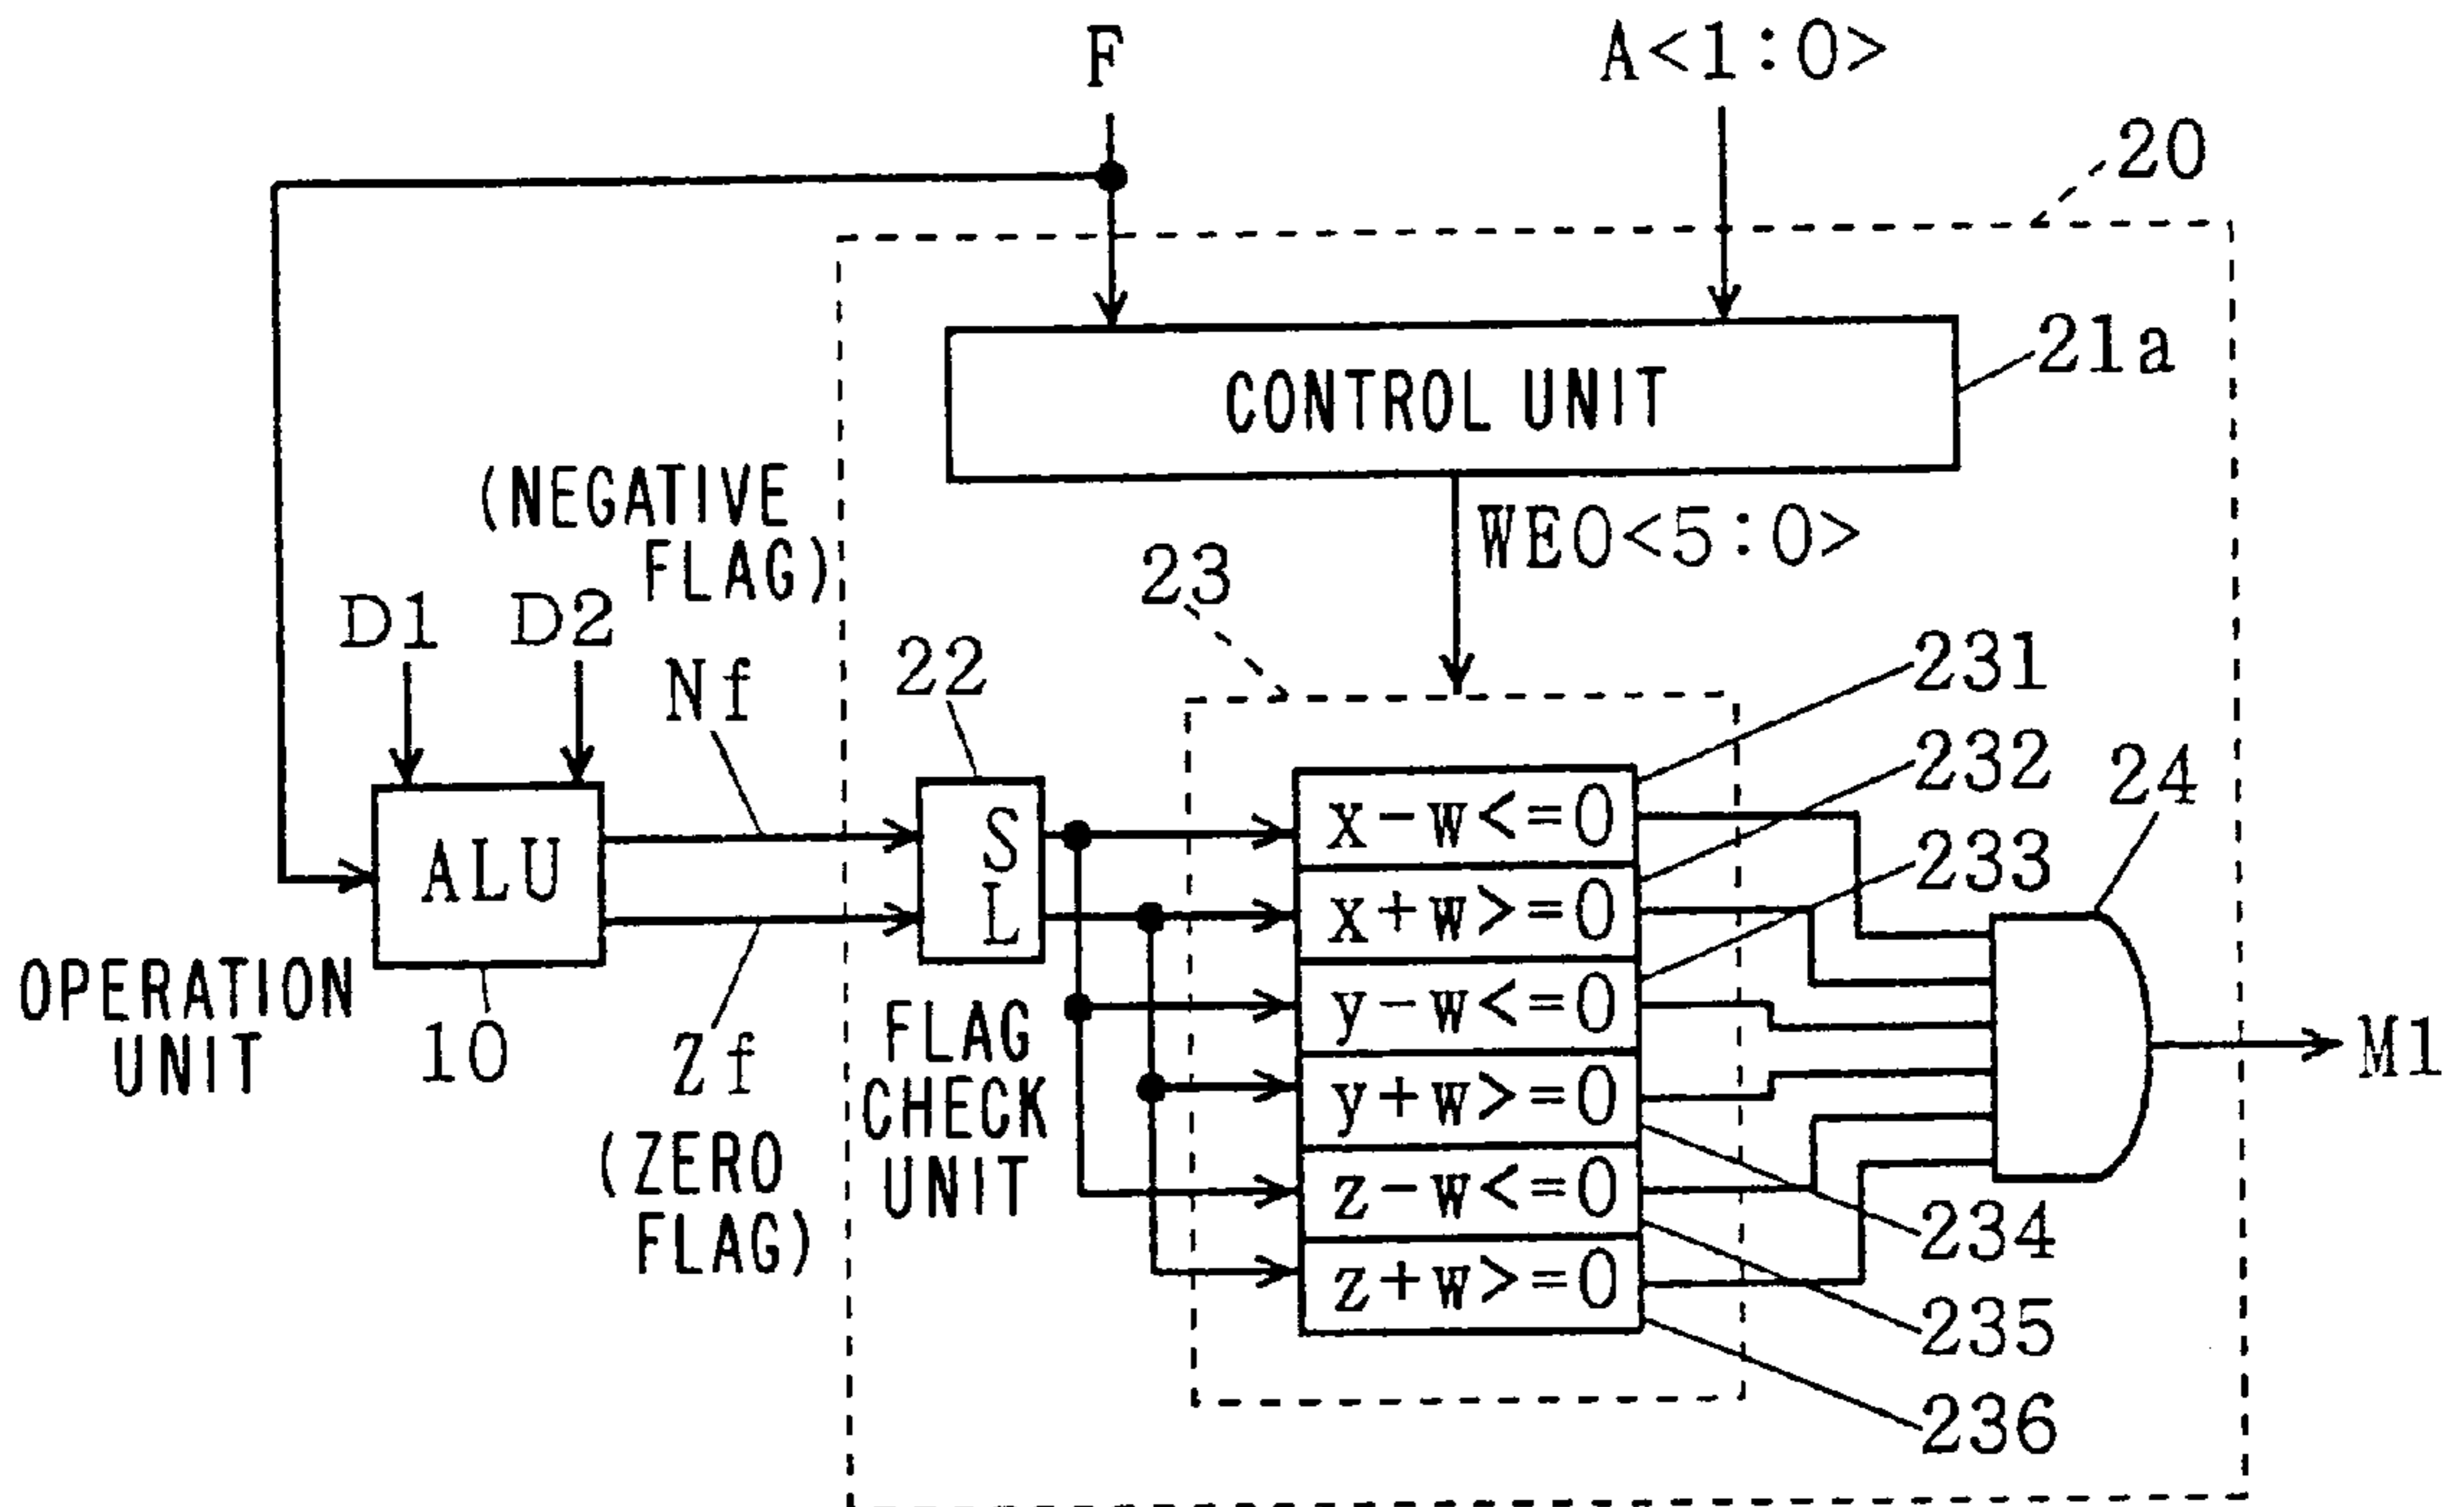 F
A<1:0>
20
CONTROL UNIT
21a
(NEGATIVE
FLAG)
WE0<5:0>
23
D1
D2
Nf
22
231
232
233
24
ALU
S
L
x-w<=0
x+w>=0
y-w<=0
y+w>=0
z-w<=0
z+w>=0
M1
OPERATION
UNIT
10
Zf
(ZERO
FLAG)
FLAG
CHECK
UNIT
234
235
236